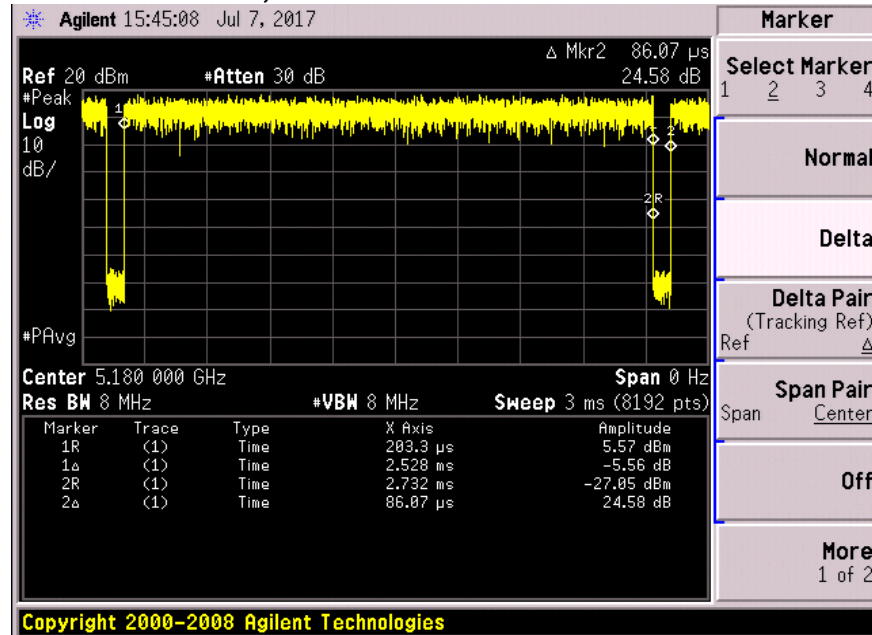 Agilent 15:45:08 Jul 7, 2017
Marker
Δ Mkr2 86.07 µs
Ref 20 dBm #Atten 30 dB 24.58 dB
#Peak
Log
10
dB/
1
2
2R
#PAvg
Center 5.180 000 GHz Span 0 Hz
Res BW 8 MHz #VBW 8 MHz Sweep 3 ms (8192 pts)
Marker Trace Type X Axis Amplitude
1R (1) Time 203.3 µs 5.57 dBm
1Δ (1) Time 2.528 ms -5.56 dB
2R (1) Time 2.732 ms -27.05 dBm
2Δ (1) Time 86.07 µs 24.58 dB
Select Marker
1 2 3 4
Normal
Delta
Delta Pair
(Tracking Ref)
Ref Δ
Span Pair
Span Center
Off
More
1 of 2
Copyright 2000-2008 Agilent Technologies